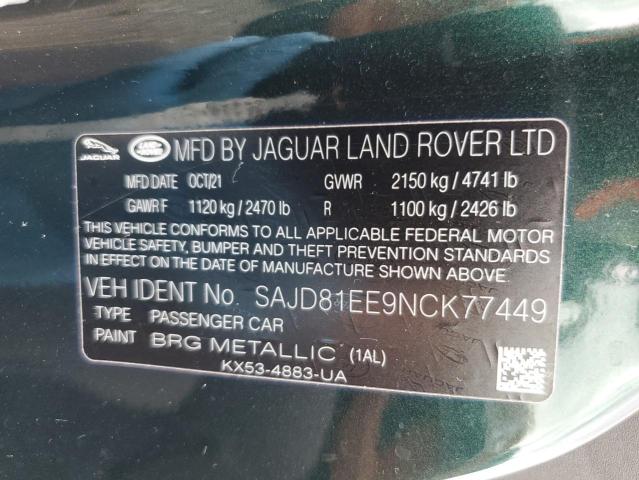 JAGUAR LAND ROVER MFD BY JAGUAR LAND ROVER LTD
MFD DATE OCT/21 GVWR 2150 kg / 4741 lb
GAWR F 1120 kg / 2470 lb R 1100 kg / 2426 lb
THIS VEHICLE CONFORMS TO ALL APPLICABLE FEDERAL MOTOR
VEHICLE SAFETY, BUMPER AND THEFT PREVENTION STANDARDS
IN EFFECT ON THE DATE OF MANUFACTURE SHOWN ABOVE.
VEH IDENT No. SAJD81EE9NCK77449
TYPE PASSENGER CAR
PAINT BRG METALLIC (1AL)
KX53-4883-UA